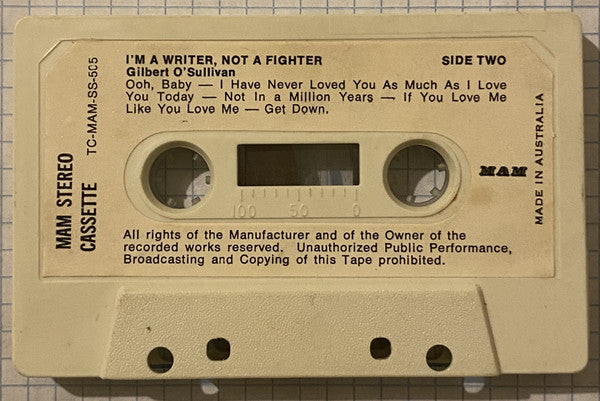 I'M A WRITER, NOT A FIGHTER SIDE TWO
Gilbert O'Sullivan
Ooh, Baby — I Have Never Loved You As Much As I Love
You Today — Not In a Million Years — If You Love Me
Like You Love Me — Get Down.
MAM STEREO
CASSETTE
TC-MAM-SS-505
100 50 0
MAM
MADE IN AUSTRALIA
All rights of the Manufacturer and of the Owner of the
recorded works reserved. Unauthorized Public Performance,
Broadcasting and Copying of this Tape prohibited.